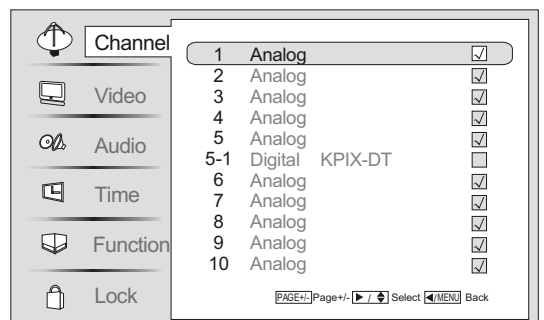 Channel
Video
Audio
Time
Function
Lock
1 Analog
2 Analog
3 Analog
4 Analog
5 Analog
5-1 Digital KPIX-DT
6 Analog
7 Analog
8 Analog
9 Analog
10 Analog
PAGE+/- Page+/- ▶ / ◆ Select ◀/MENU Back